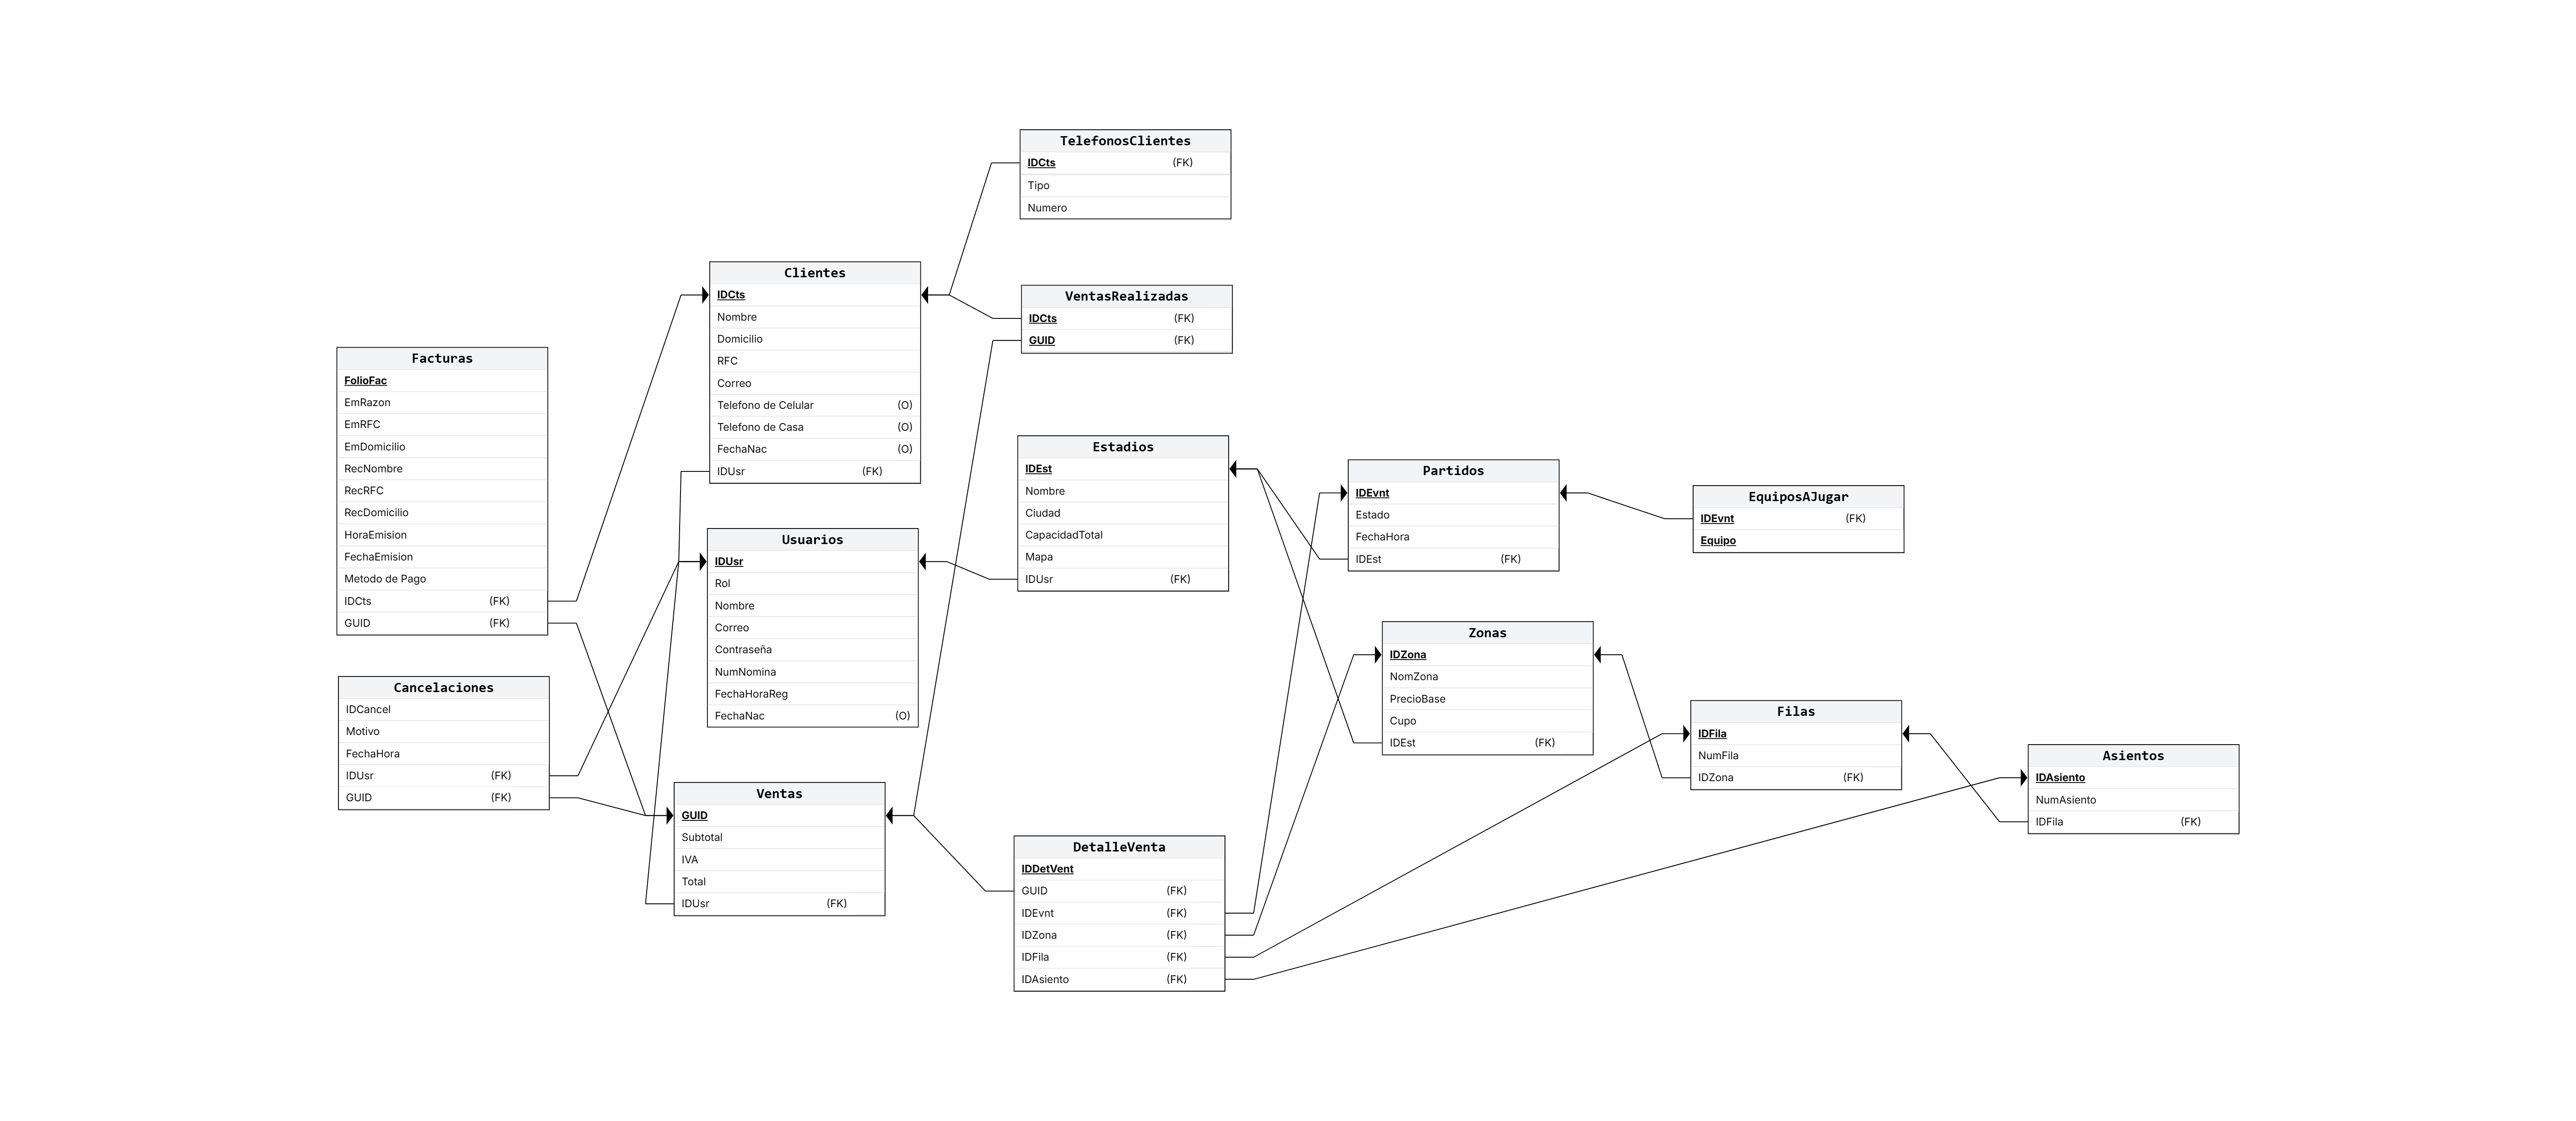 TelefonosClientes
IDCts (FK)
Tipo
Numero
Clientes
IDCts
Nombre
Domicilio
RFC
Correo
Telefono de Celular (O)
Telefono de Casa (O)
FechaNac (O)
IDUsr (FK)
VentasRealizadas
IDCts (FK)
GUID (FK)
Facturas
FolioFac
EmRazon
EmRFC
EmDomicilio
RecNombre
RecRFC
RecDomicilio
HoraEmision
FechaEmision
Metodo de Pago
IDCts (FK)
GUID (FK)
Estadios
IDEst
Nombre
Ciudad
CapacidadTotal
Mapa
IDUsr (FK)
Partidos
IDEvnt
Estado
FechaHora
IDEst (FK)
EquiposAJugar
IDEvnt (FK)
Equipo
Usuarios
IDUsr
Rol
Nombre
Correo
Contraseña
NumNomina
FechaHoraReg
FechaNac (O)
Zonas
IDZona
NomZona
PrecioBase
Cupo
IDEst (FK)
Cancelaciones
IDCancel
Motivo
FechaHora
IDUsr (FK)
GUID (FK)
Filas
IDFila
NumFila
IDZona (FK)
Asientos
IDAsiento
NumAsiento
IDFila (FK)
Ventas
GUID
Subtotal
IVA
Total
IDUsr (FK)
DetalleVenta
IDDetVent
GUID (FK)
IDEvnt (FK)
IDZona (FK)
IDFila (FK)
IDAsiento (FK)